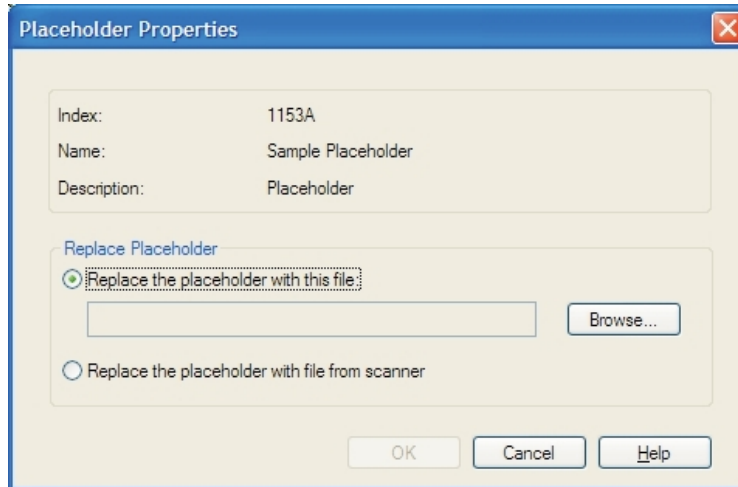 Placeholder Properties
Index: 1153A
Name: Sample Placeholder
Description: Placeholder
Replace Placeholder
Replace the placeholder with this file:
Browse...
Replace the placeholder with file from scanner
OK Cancel Help